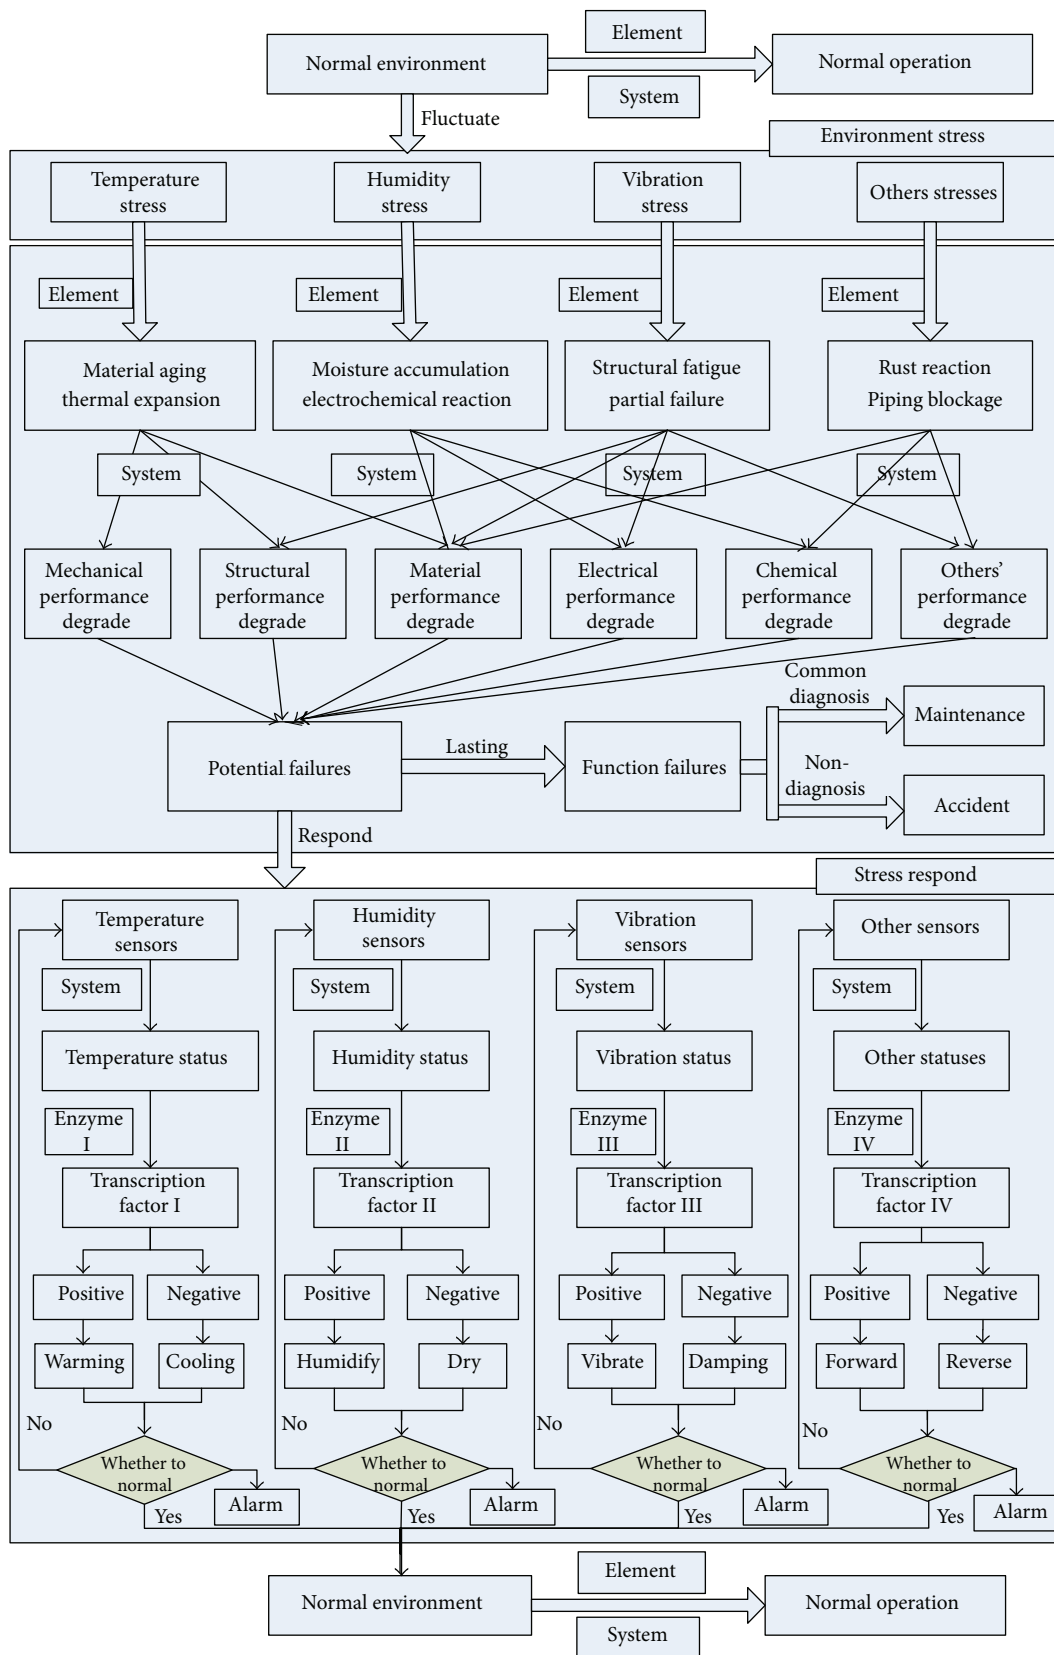 Element
Normal environment
Normal operation
System
Fluctuate
Environment stress
Temperature
stress
Humidity
stress
Vibration
stress
Others stresses
Element
Element
Element
Element
Material aging
thermal expansion
Moisture accumulation
electrochemical reaction
Structural fatigue
partial failure
Rust reaction
Piping blockage
System
System
System
System
Mechanical
performance
degrade
Structural
performance
degrade
Material
performance
degrade
Electrical
performance
degrade
Chemical
performance
degrade
Others'
performance
degrade
Common
diagnosis
Maintenance
Potential failures
Lasting
Function failures
Non-
diagnosis
Accident
Respond
Stress respond
Temperature
sensors
Humidity
sensors
Vibration
sensors
Other sensors
System
System
System
System
Temperature status
Humidity status
Vibration status
Other statuses
Enzyme
I
Enzyme
II
Enzyme
III
Enzyme
IV
Transcription
factor I
Transcription
factor II
Transcription
factor III
Transcription
factor IV
Positive
Negative
Positive
Negative
Positive
Negative
Positive
Negative
Warming
Cooling
Humidify
Dry
Vibrate
Damping
Forward
Reverse
No
No
No
No
Whether to
normal
Whether to
normal
Whether to
normal
Whether to
normal
Alarm
Alarm
Alarm
Alarm
Yes
Yes
Yes
Yes
Element
Normal environment
Normal operation
System